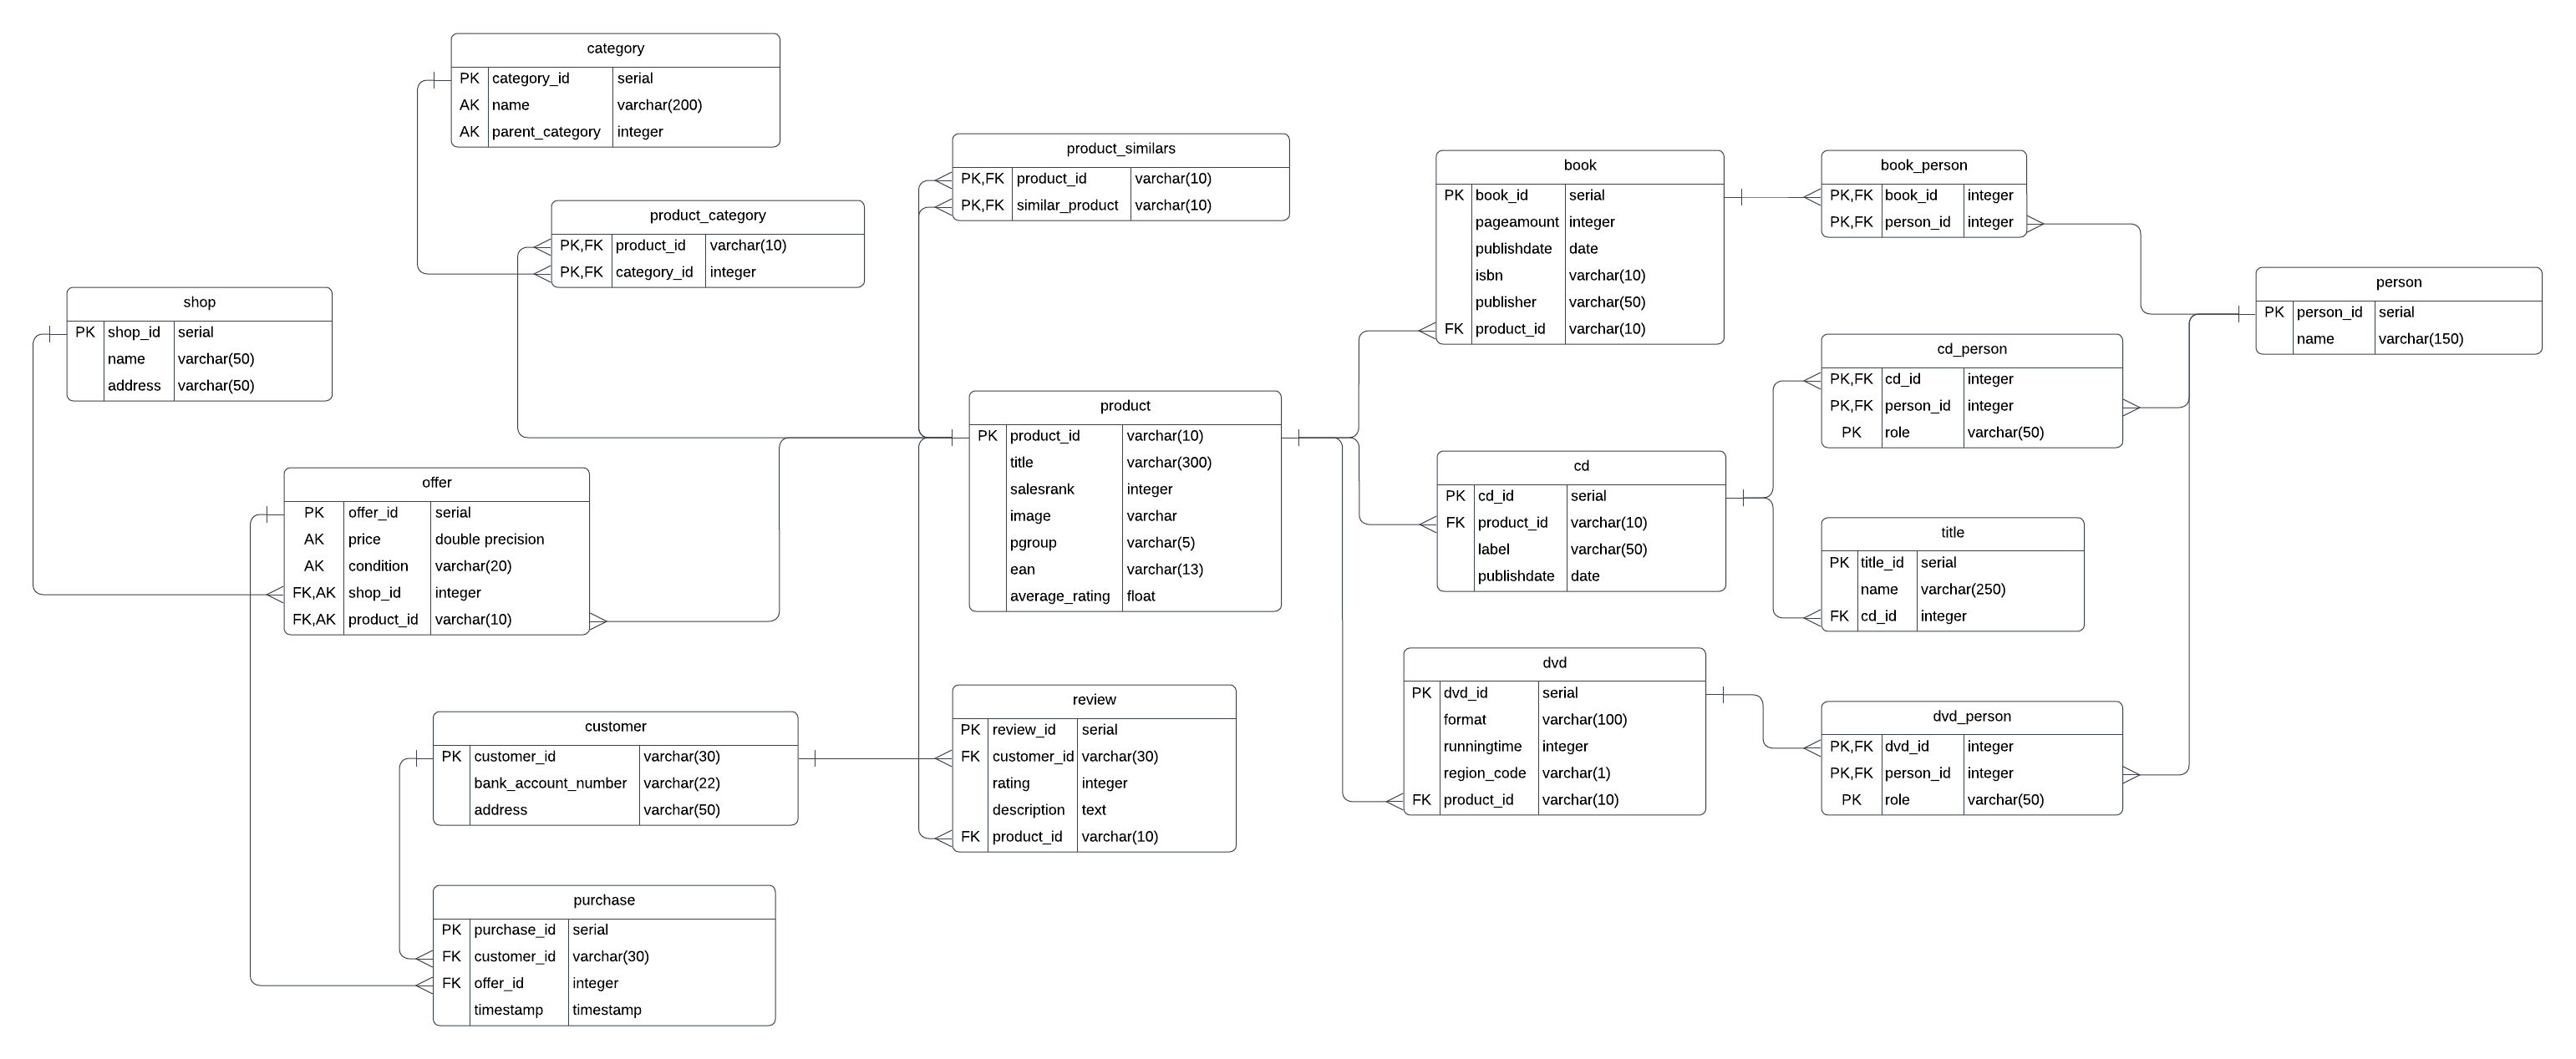 category
PK category_id serial
AK name varchar(200)
AK parent_category integer
product_similars
PK,FK product_id varchar(10)
PK,FK similar_product varchar(10)
book
PK book_id serial
pageamount integer
publishdate date
isbn varchar(10)
publisher varchar(50)
FK product_id varchar(10)
book_person
PK,FK book_id integer
PK,FK person_id integer
product_category
PK,FK product_id varchar(10)
PK,FK category_id integer
person
PK person_id serial
name varchar(150)
shop
PK shop_id serial
name varchar(50)
address varchar(50)
cd_person
PK,FK cd_id integer
PK,FK person_id integer
PK role varchar(50)
product
PK product_id varchar(10)
title varchar(300)
salesrank integer
image varchar
pgroup varchar(5)
ean varchar(13)
average_rating float
cd
PK cd_id serial
FK product_id varchar(10)
label varchar(50)
publishdate date
offer
PK offer_id serial
AK price double precision
AK condition varchar(20)
FK,AK shop_id integer
FK,AK product_id varchar(10)
title
PK title_id serial
name varchar(250)
FK cd_id integer
dvd
PK dvd_id serial
format varchar(100)
runningtime integer
region_code varchar(1)
FK product_id varchar(10)
review
PK review_id serial
FK customer_id varchar(30)
rating integer
description text
FK product_id varchar(10)
dvd_person
PK,FK dvd_id integer
PK,FK person_id integer
PK role varchar(50)
customer
PK customer_id varchar(30)
bank_account_number varchar(22)
address varchar(50)
purchase
PK purchase_id serial
FK customer_id varchar(30)
FK offer_id integer
timestamp timestamp